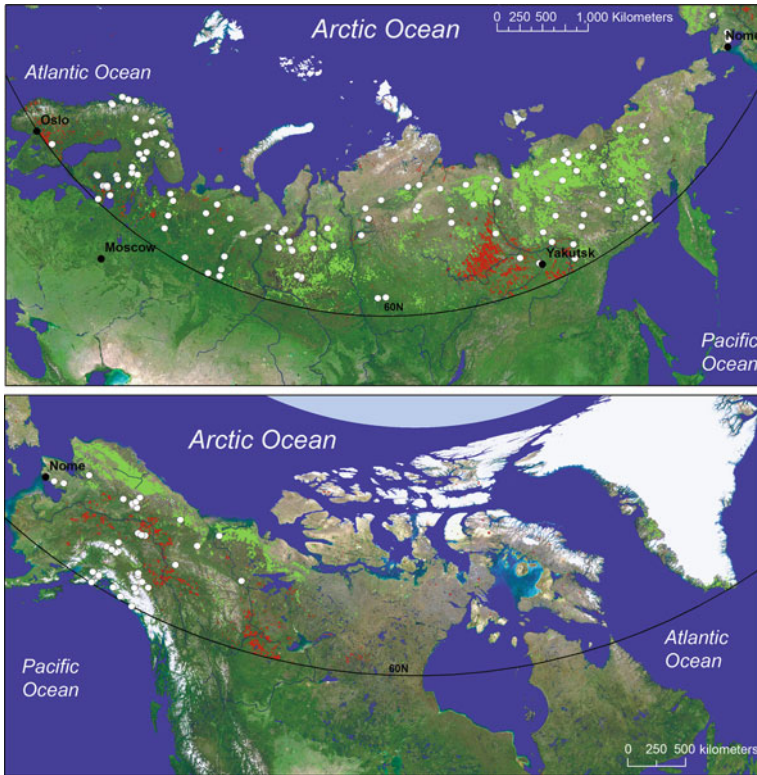 Arctic Ocean
0 250 500 1,000 Kilometers
Nome
Atlantic Ocean
Oslo
Moscow
Yakutsk
60N
Pacific
Ocean
Arctic Ocean
Nome
60N
Pacific
Ocean
Atlantic
Ocean
0 250 500 kilometers